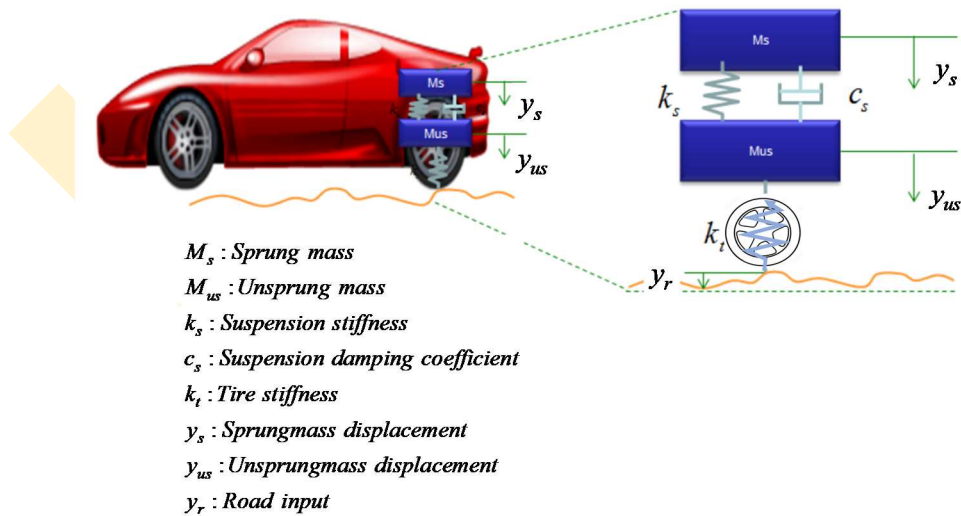 Ms
y_s
Mus
y_us
Ms
y_s
k_s
c_s
Mus
y_us
k_t
y_r
M_s : Sprung mass
M_us : Unsprung mass
k_s : Suspension stiffness
c_s : Suspension damping coefficient
k_t : Tire stiffness
y_s : Sprungmass displacement
y_us : Unsprungmass displacement
y_r : Road input